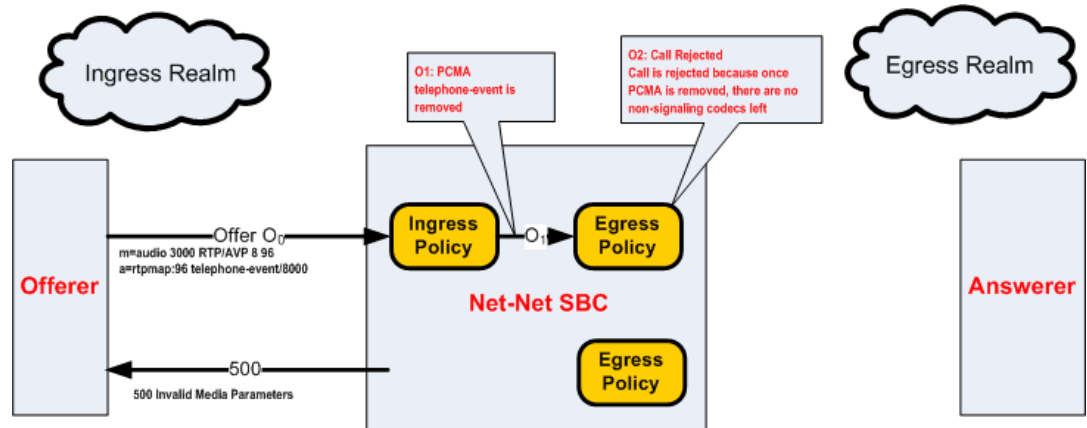 Ingress Realm
Egress Realm
O1: PCMA
telephone-event is
removed
O2: Call Rejected
Call is rejected because once
PCMA is removed, there are no
non-signaling codecs left
Offerer
Offer O0
m=audio 3000 RTP/AVP 8 96
a=rtpmap:96 telephone-event/8000
Ingress
Policy
O1
Egress
Policy
Net-Net SBC
Answerer
500
500 Invalid Media Parameters
Egress
Policy